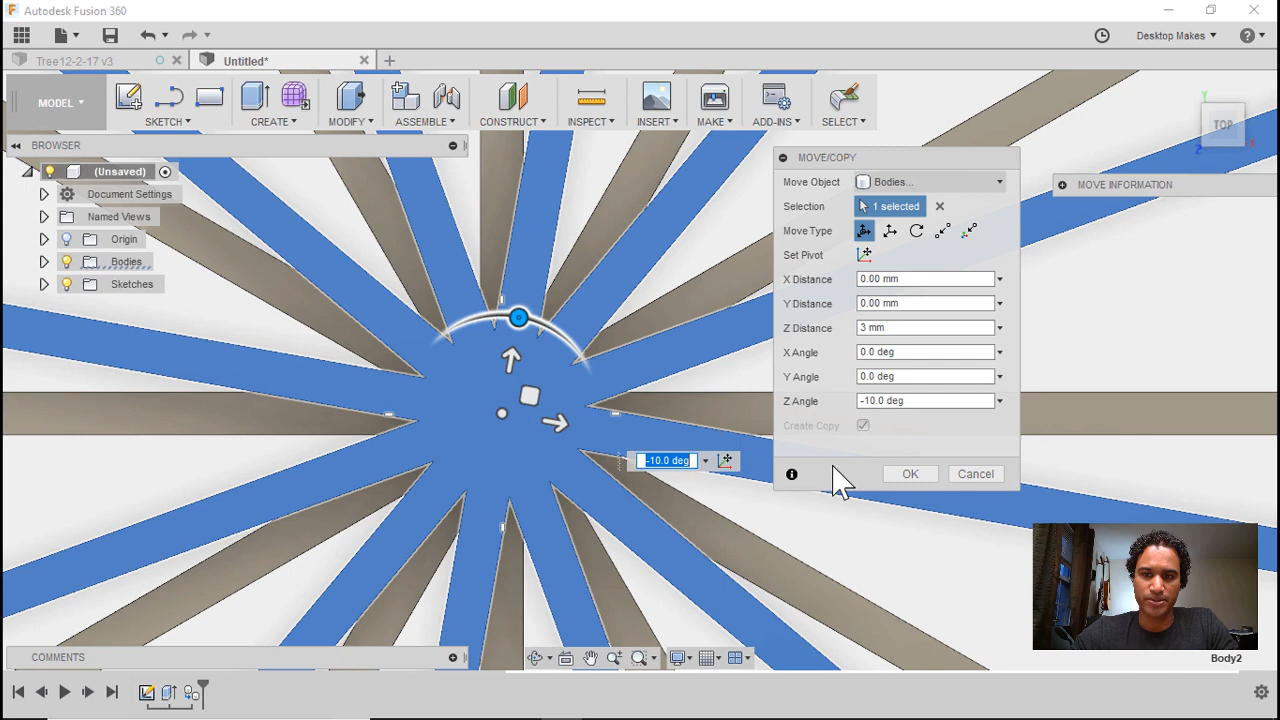 Autodesk Fusion 360
Desktop Makes
Tree12-2-17 v3
Untitled*
MODEL
SKETCH
CREATE
MODIFY
ASSEMBLE
CONSTRUCT
INSPECT
INSERT
MAKE
ADD-INS
SELECT
TOP
BROWSER
(Unsaved)
Document Settings
Named Views
Origin
Bodies
Sketches
MOVE/COPY
Move Object Bodies...
Selection 1 selected
Move Type
Set Pivot
X Distance 0.00 mm
Y Distance 0.00 mm
Z Distance 3 mm
X Angle 0.0 deg
Y Angle 0.0 deg
Z Angle -10.0 deg
Create Copy
OK Cancel
MOVE INFORMATION
-10.0 deg
COMMENTS
Body2